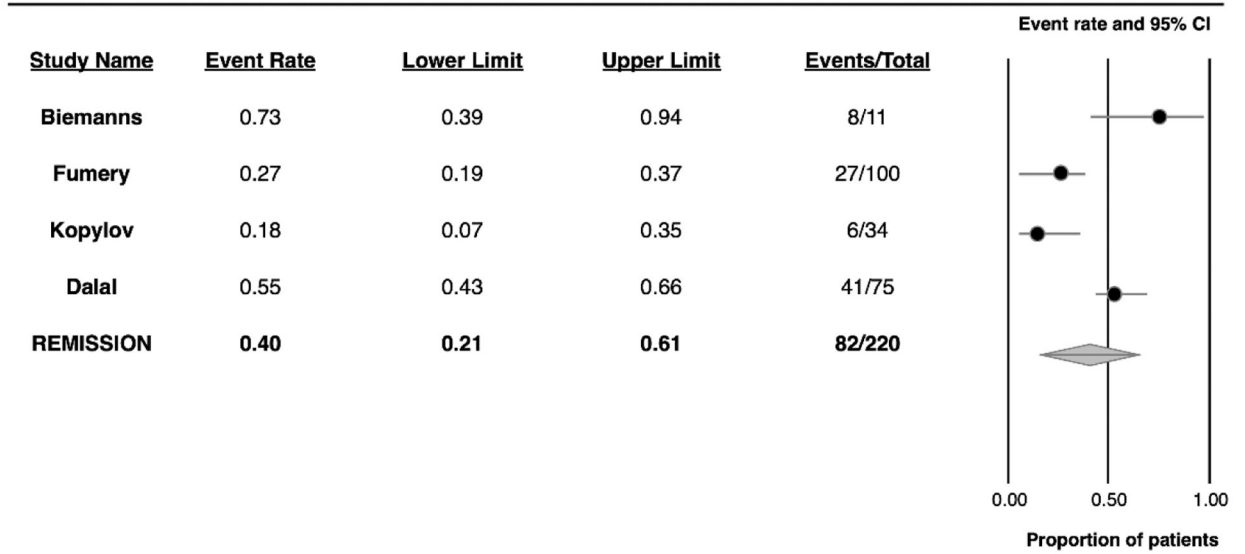 Event rate and 95% CI
Study Name Event Rate Lower Limit Upper Limit Events/Total
Biemanns 0.73 0.39 0.94 8/11
Fumery 0.27 0.19 0.37 27/100
Kopylov 0.18 0.07 0.35 6/34
Dalal 0.55 0.43 0.66 41/75
REMISSION 0.40 0.21 0.61 82/220
0.00 0.50 1.00
Proportion of patients